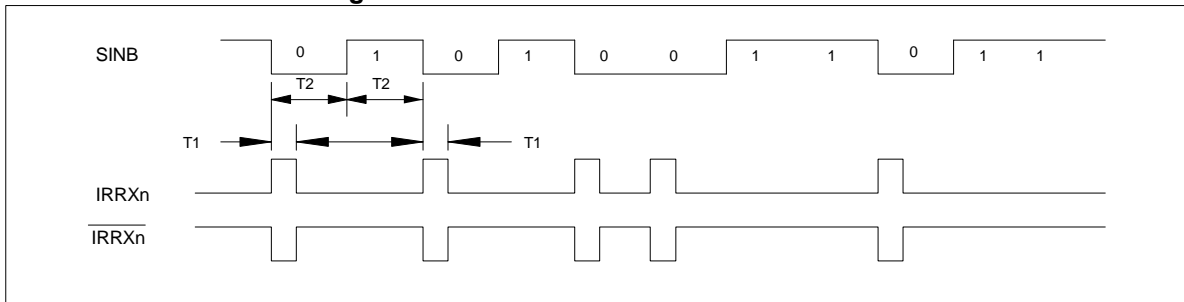 g
SINB 0 1 0 1 0 0 1 1 0 1 1
T2 T2
T1 T1
IRRXn
IRRXn